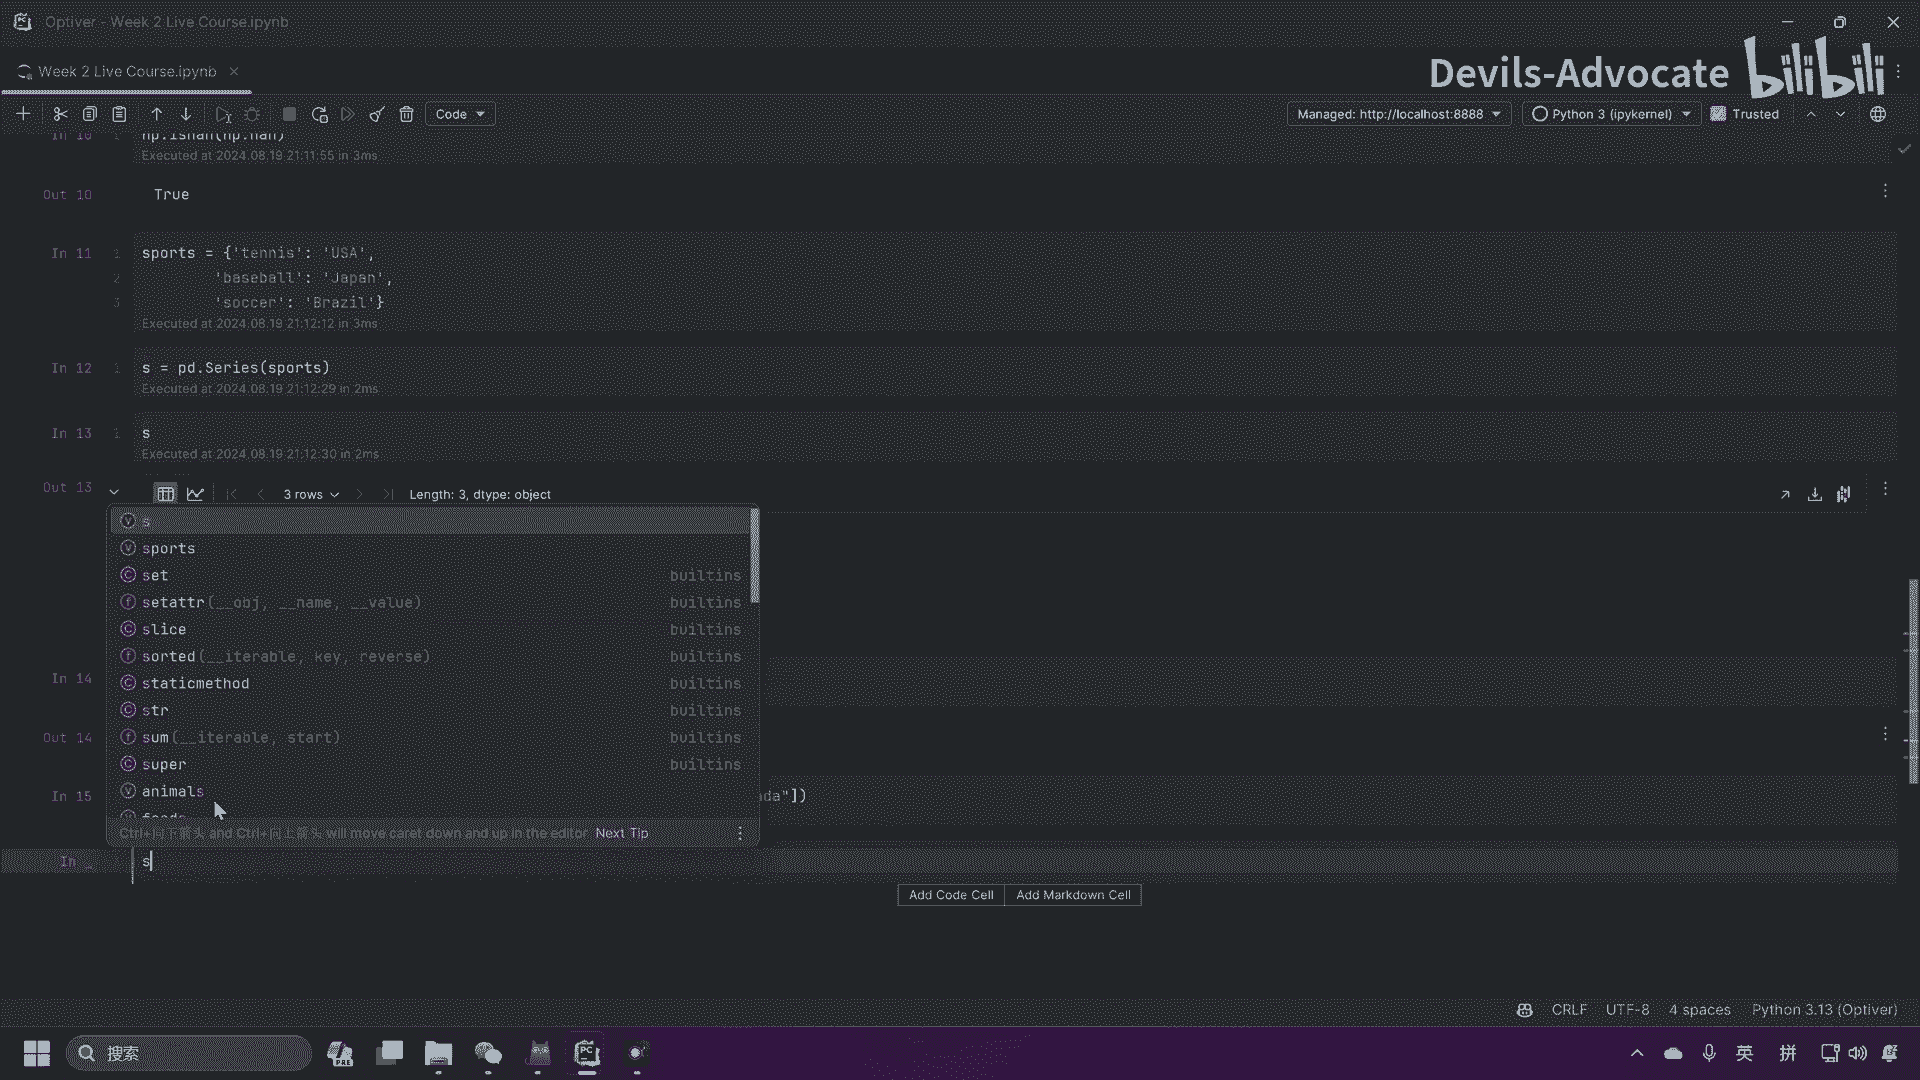 Optiver - Week 2 Live Course.ipynb
Week 2 Live Course.ipynb
Devils-Advocate bilibili
Code
Managed: http://localhost:8888
Python 3 (ipykernel)
Trusted
In 10 1 np.isnan(np.nan)
Executed at 2024.08.19 21:11:55 in 3ms
Out 10 True
In 11 1 sports = {'tennis': 'USA',
2 'baseball': 'Japan',
3 'soccer': 'Brazil'}
Executed at 2024.08.19 21:12:12 in 3ms
In 12 1 s = pd.Series(sports)
Executed at 2024.08.19 21:12:29 in 2ms
In 13 1 s
Executed at 2024.08.19 21:12:30 in 2ms
Out 13 3 rows Length: 3, dtype: object
s
sports
set builtins
setattr(__obj, __name, __value) builtins
slice builtins
sorted(__iterable, key, reverse) builtins
In 14
staticmethod builtins
str builtins
Out 14
sum(__iterable, start) builtins
super builtins
animals
In 15 da"])
foods
Ctrl+向下箭头 and Ctrl+向上箭头 will move caret down and up in the editor Next Tip
In _ s
Add Code Cell Add Markdown Cell
CRLF UTF-8 4 spaces Python 3.13 (Optiver)
搜索
PRE
PC
英
拼